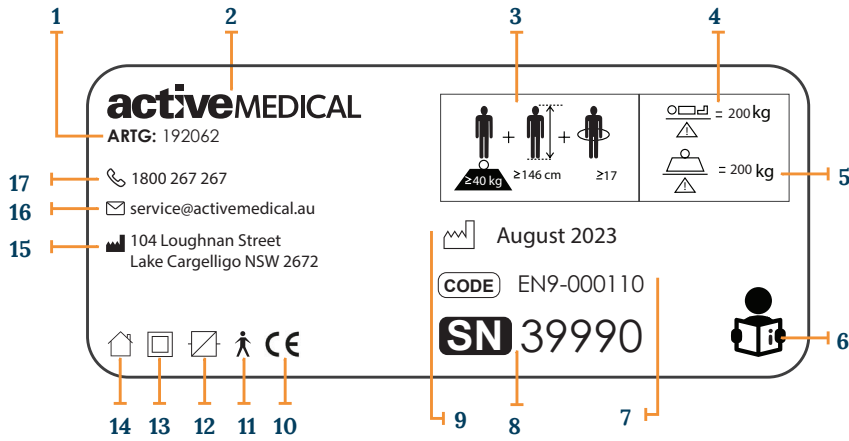 1
2
3
4
activeMEDICAL
ARTG: 192062
17
1800 267 267
16
service@activemedical.au
15
104 Loughnan Street
Lake Cargelligo NSW 2672
+
+
≥40 kg
≥146 cm
≥17
= 200 kg
= 200 kg
5
August 2023
CODE EN9-000110
SN 39990
i
6
CE
14
13
12
11
10
9
8
7